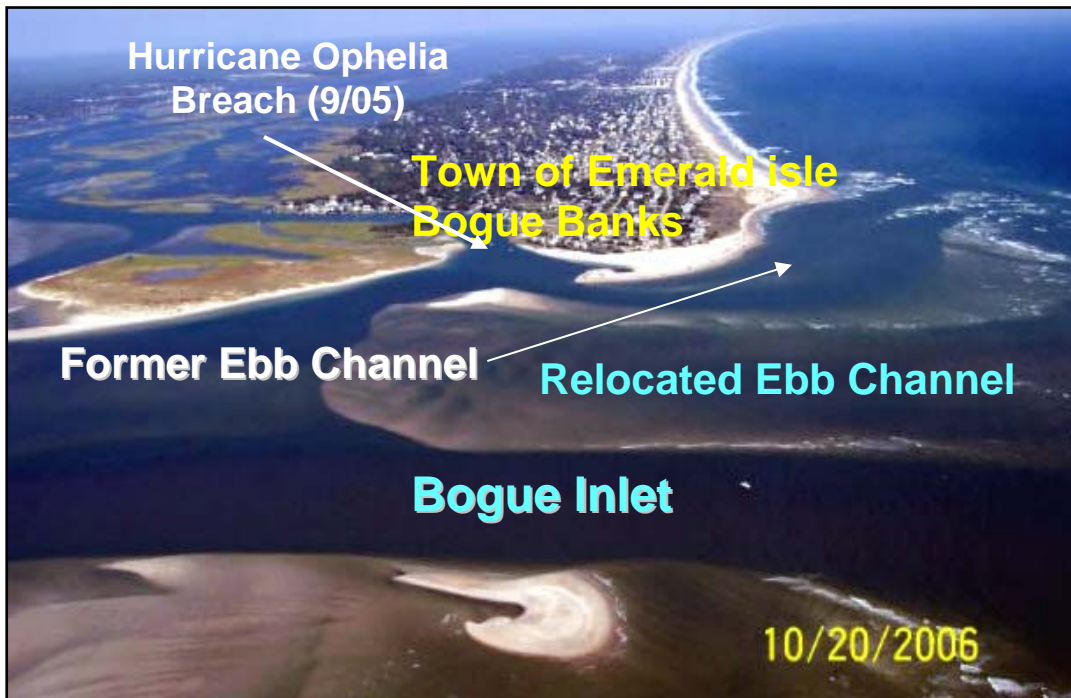 Hurricane Ophelia
Breach (9/05)
Town of Emerald isle
Bogue Banks
Former Ebb Channel
Relocated Ebb Channel
Bogue Inlet
10/20/2006